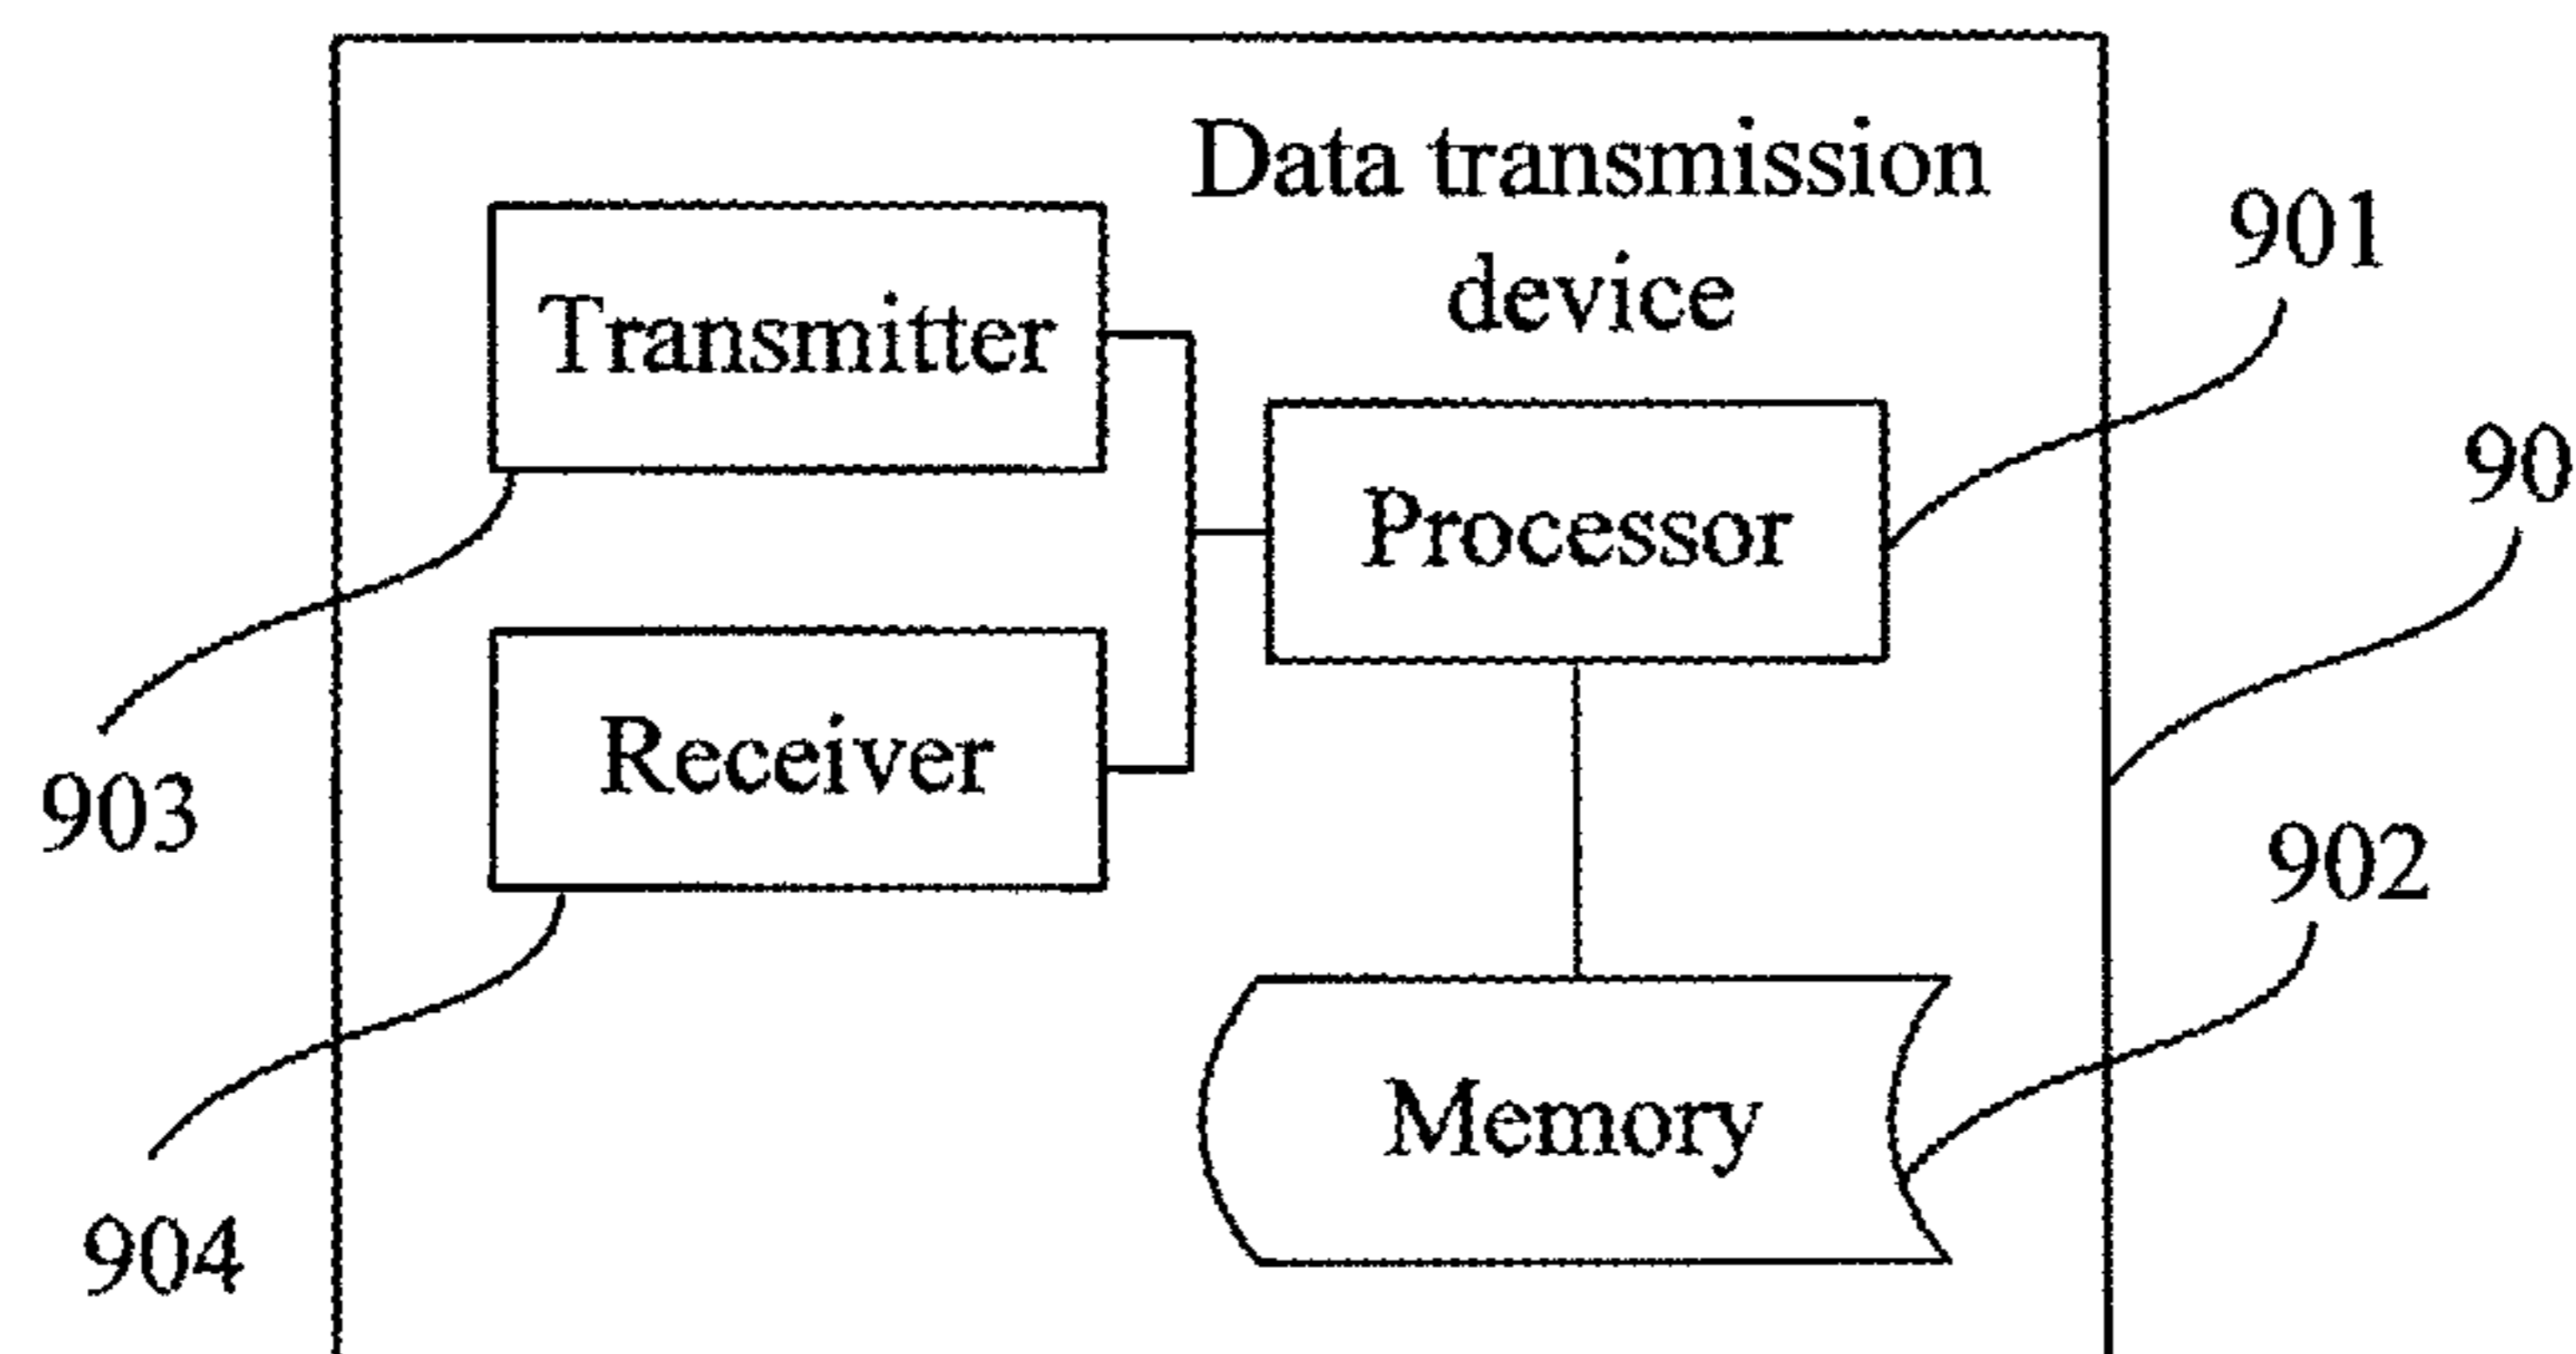 Data transmission
device
901
Transmitter
90
Processor
Receiver
903
902
Memory
904